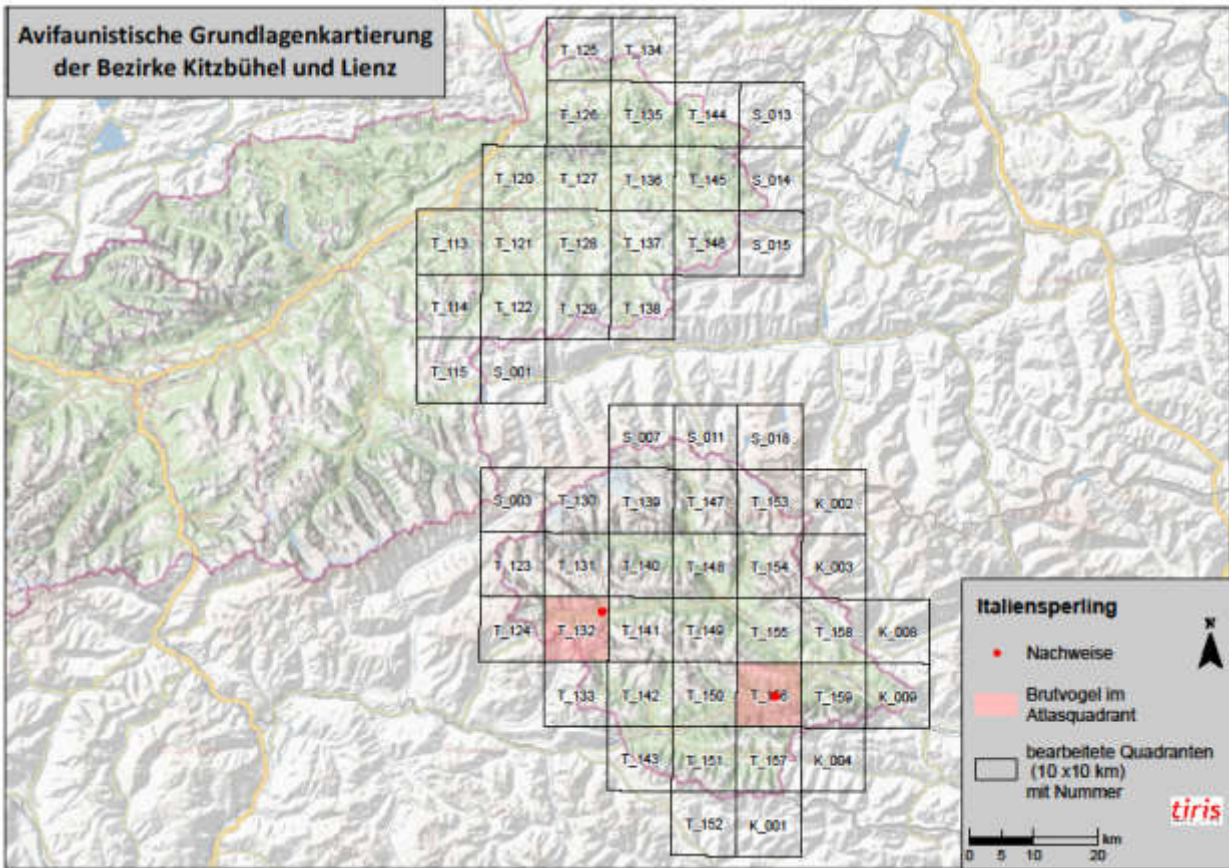 Avifaunistische Grundlagenkartierung
der Bezirke Kitzbühel und Lienz
T_125 T_134
T_126 T_135 T_144 S_013
T_120 T_127 T_136 T_145 S_014
T_113 T_121 T_128 T_137 T_146 S_015
T_114 T_122 T_129 T_138
T_115 S_001
S_007 S_011 S_018
S_003 T_130 T_139 T_147 T_153 K_002
T_123 T_131 T_140 T_148 T_154 K_003
T_124 T_132 T_141 T_149 T_155 T_158 K_008
T_133 T_142 T_150 T_156 T_159 K_009
T_143 T_151 T_157 K_004
T_152 K_001
Italiensperling
N
Nachweise
Brutvogel im
Atlasquadrant
bearbeitete Quadranten
(10 x10 km)
mit Nummer
tiris
km
0 5 10 20